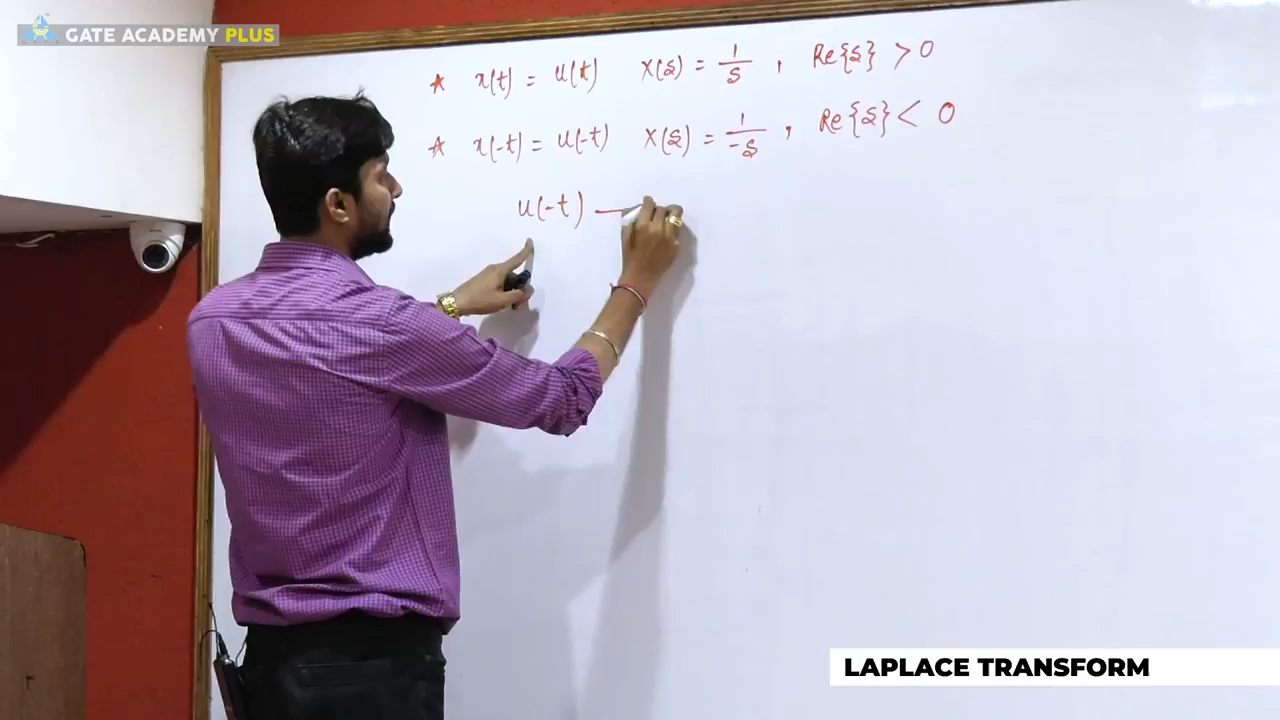 GATE ACADEMY PLUS
★ x(t) = u(t) X(s) = 1/s , Re{s} > 0
★ x(-t) = u(-t) X(s) = 1/-s , Re{s} < 0
u(-t) —
LAPLACE TRANSFORM